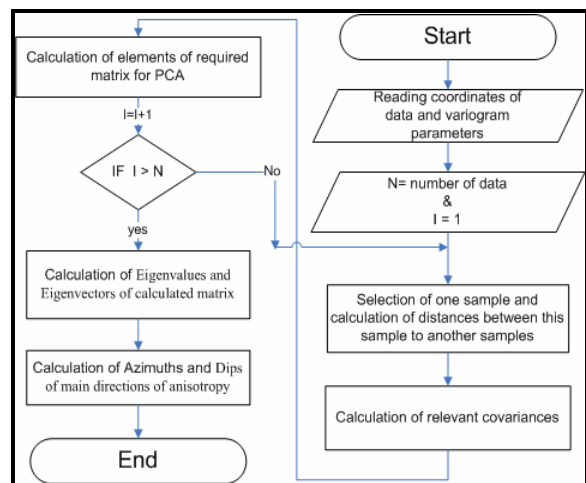 Start
Reading coordinates of
data and variogram
parameters
N= number of data
&
I = 1
Selection of one sample and
calculation of distances between this
sample to another samples
Calculation of relevant covariances
Calculation of elements of required
matrix for PCA
I=I+1
IF I > N
No
yes
Calculation of Eigenvalues and
Eigenvectors of calculated matrix
Calculation of Azimuths and Dips
of main directions of anisotropy
End